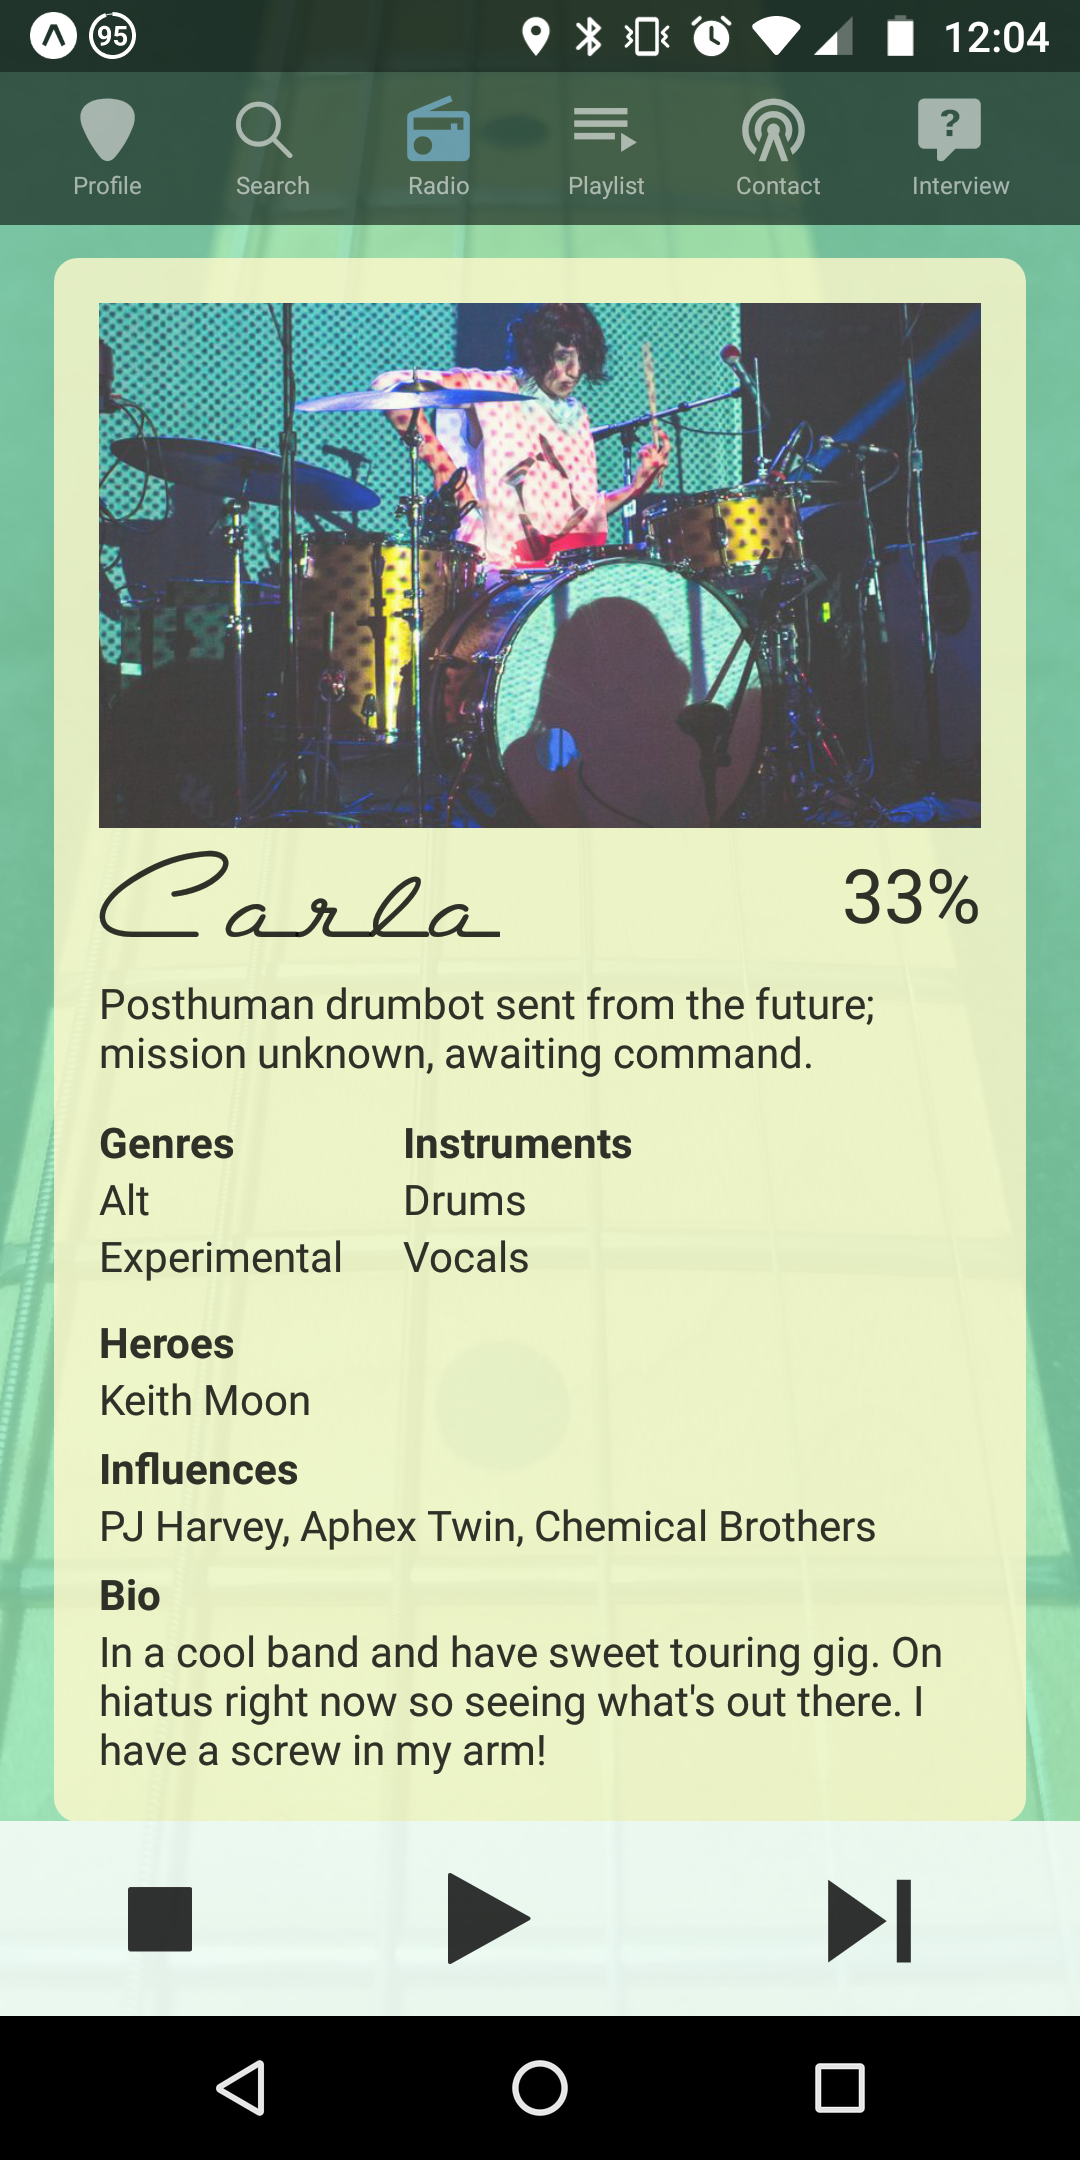 95
12:04
Profile Search Radio Playlist Contact Interview
?
Carla 33%
Posthuman drumbot sent from the future;
mission unknown, awaiting command.
Genres Instruments
Alt Drums
Experimental Vocals
Heroes
Keith Moon
Influences
PJ Harvey, Aphex Twin, Chemical Brothers
Bio
In a cool band and have sweet touring gig. On
hiatus right now so seeing what's out there. I
have a screw in my arm!